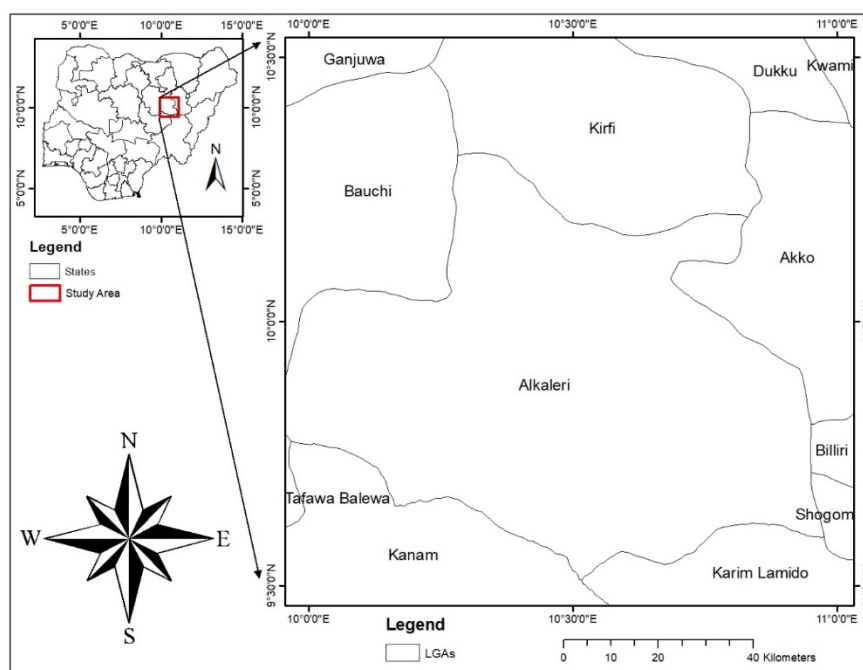 5°0'0"E 10°0'0"E 15°0'0"E
10°0'0"N
5°0'0"N
10°0'0"N
5°0'0"N
N
5°0'0"E 10°0'0"E 15°0'0"E
Legend
States
Study Area
N
W
E
S
10°0'0"E 10°30'0"E 11°0'0"E
10°30'0"N
10°0'0"N
9°30'0"N
Ganjuwa
Dukku
Kwami
Kirfi
Bauchi
Akko
Alkaleri
Billiri
Tafawa Balewa
Shogom
Kanam
Karim Lamido
10°0'0"E 10°30'0"E 11°0'0"E
Legend
LGAs
0 5 10 20 30 40 Kilometers